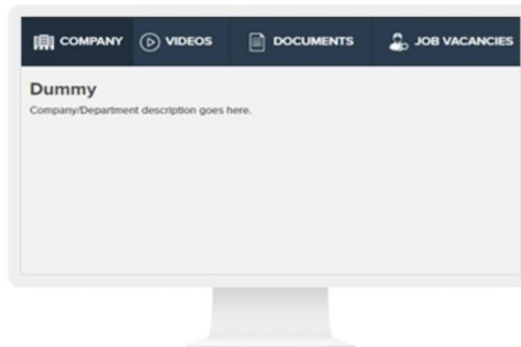 COMPANY
VIDEOS
DOCUMENTS
JOB VACANCIES
Dummy
Company/Department description goes here.